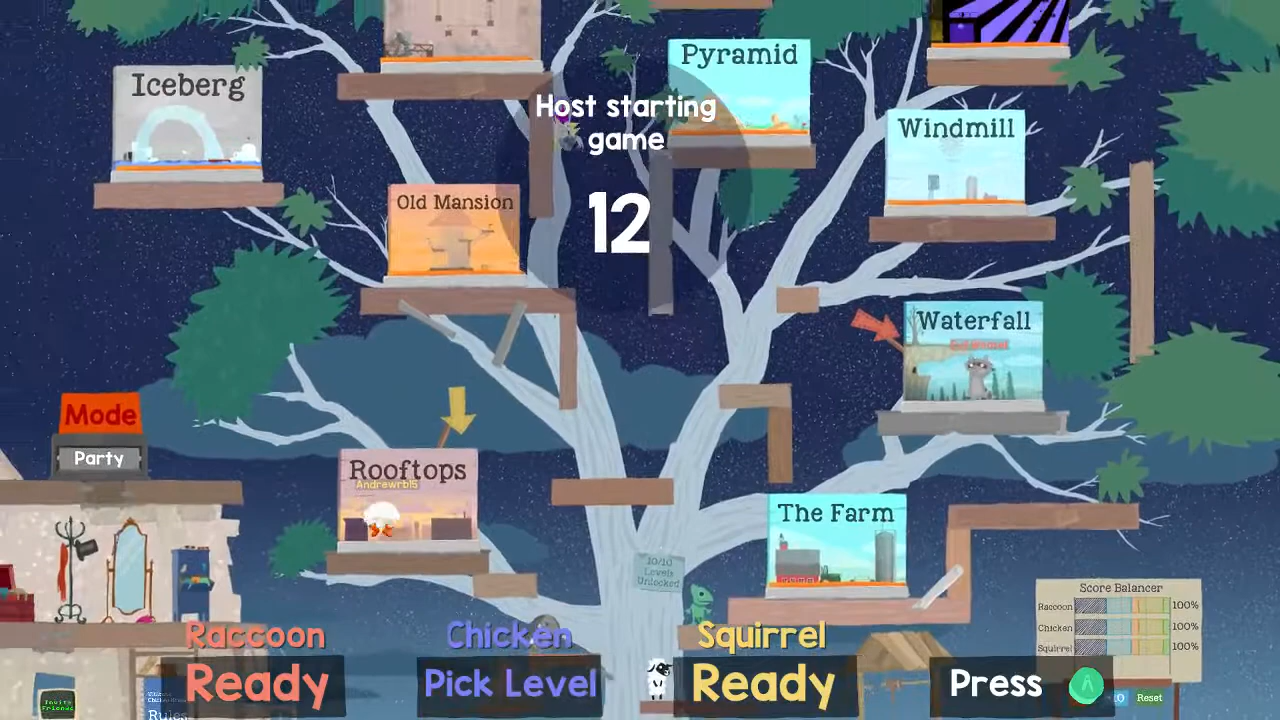 Pyramid
Iceberg
Host starting
game
Windmill
Old Mansion
12
Waterfall
Mode
Party
Rooftops
Andrewrb15
The Farm
10/10
Levels
Unlocked
Score Balancer
Raccoon 100%
Chicken 100%
Squirrel 100%
Raccoon
Ready
Chicken
Pick Level
Squirrel
Ready
Press A
Reset
Invite
Friends
Rules